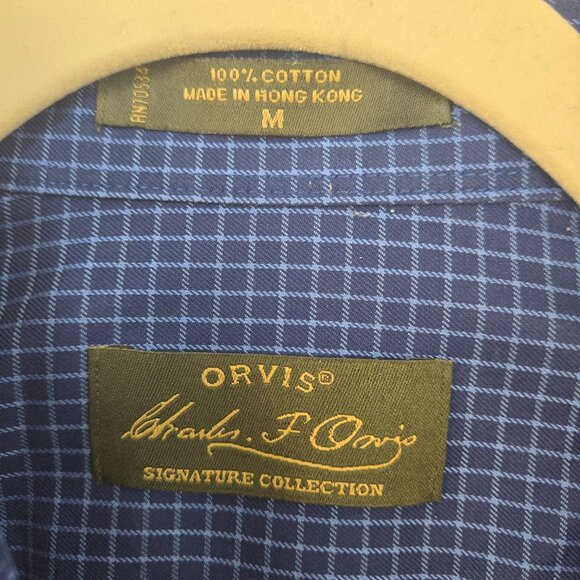 100% COTTON
MADE IN HONG KONG
M
RN70534
ORVIS®
Charles. F Orvis
SIGNATURE COLLECTION